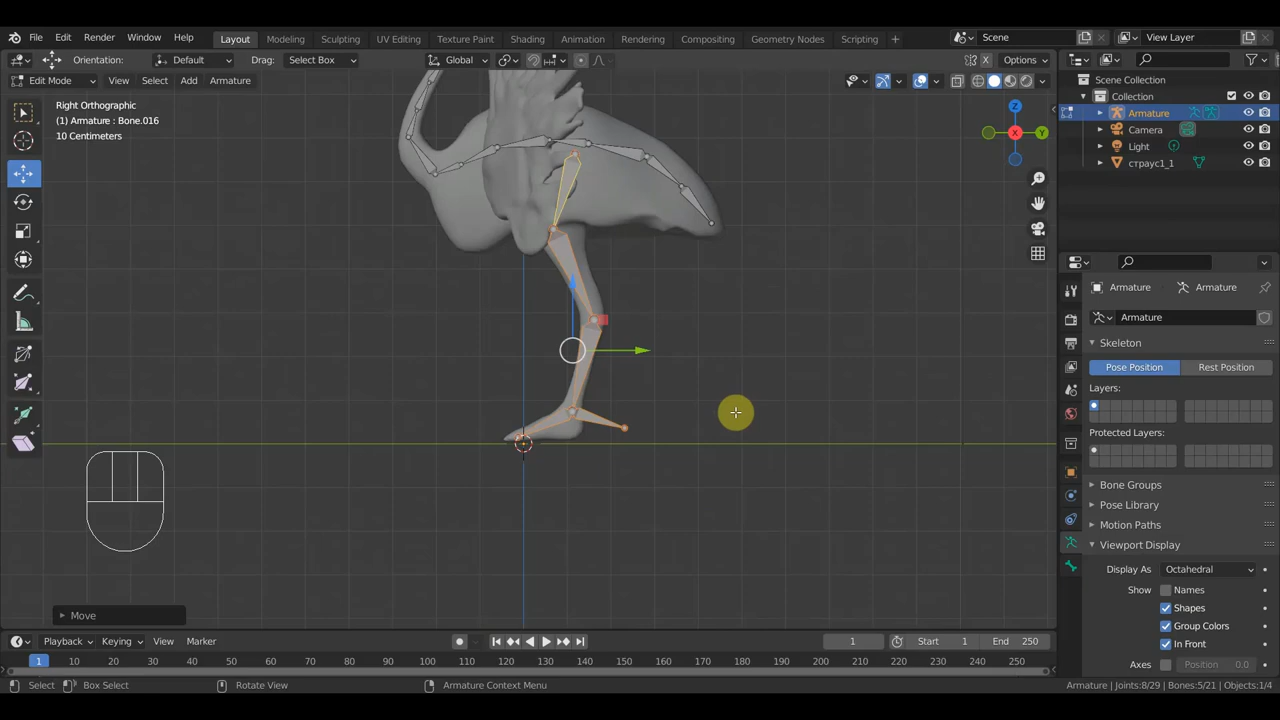 File Edit Render Window Help Layout Modeling Sculpting UV Editing Texture Paint Shading Animation Rendering Compositing Geometry Nodes Scripting + Scene View Layer
Orientation: Default Drag: Select Box Global X Options
Edit Mode View Select Add Armature
Right Orthographic
(1) Armature : Bone.016
10 Centimeters
Z
X
Y
Move
Scene Collection
Collection
Armature
Camera
Light
страус1_1
Armature Armature
Armature
Skeleton
Pose Position Rest Position
Layers:
Protected Layers:
Bone Groups
Pose Library
Motion Paths
Viewport Display
Display As Octahedral
Show Names
Shapes
Group Colors
In Front
Axes Position 0.0
Playback Keying View Marker 1 Start 1 End 250
1 10 20 30 40 50 60 70 80 90 100 110 120 130 140 150 160 170 180 190 200 210 220 230 240 250
Select Box Select Rotate View Armature Context Menu Armature | Joints:8/29 | Bones:5/21 | Objects:1/4